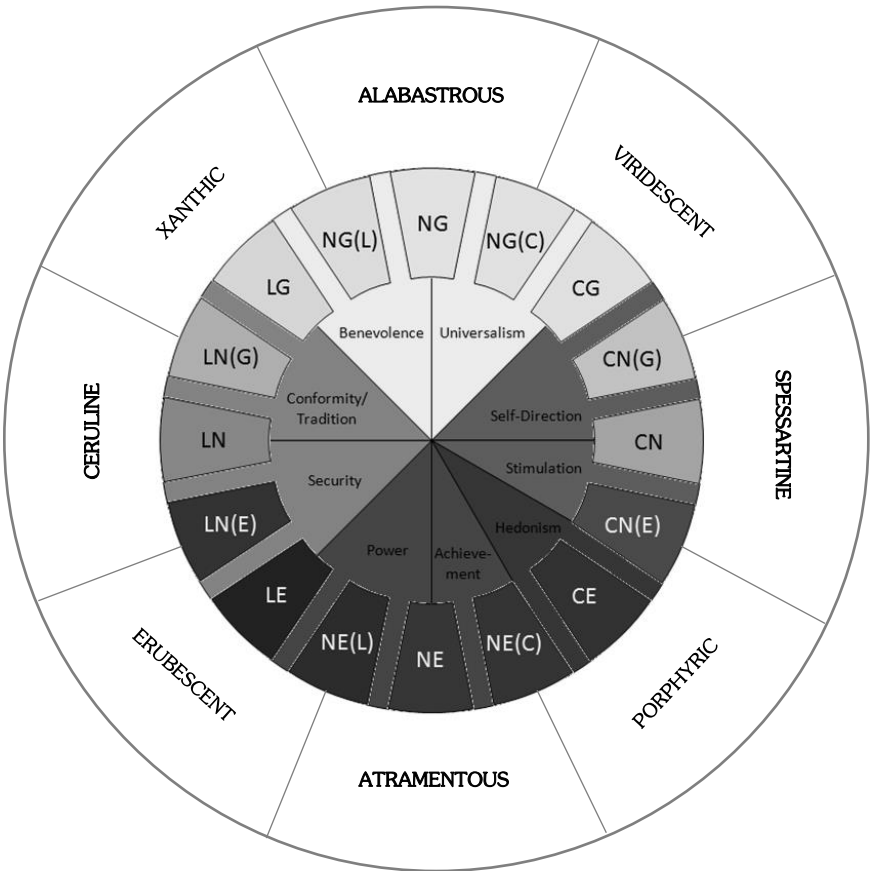 ALABASTROUS
XANTHIC
VIRIDESCENT
NG
NG(L)
NG(C)
LG
CG
Benevolence
Universalism
LN(G)
CN(G)
Conformity/
Tradition
Self-Direction
CERULINE
SPESSARTINE
LN
CN
Stimulation
Security
LN(E)
CN(E)
Hedonism
Power
Achieve-
ment
LE
CE
NE(L)
NE
NE(C)
ERUBESCENT
PORPHYRIC
ATRAMENTOUS